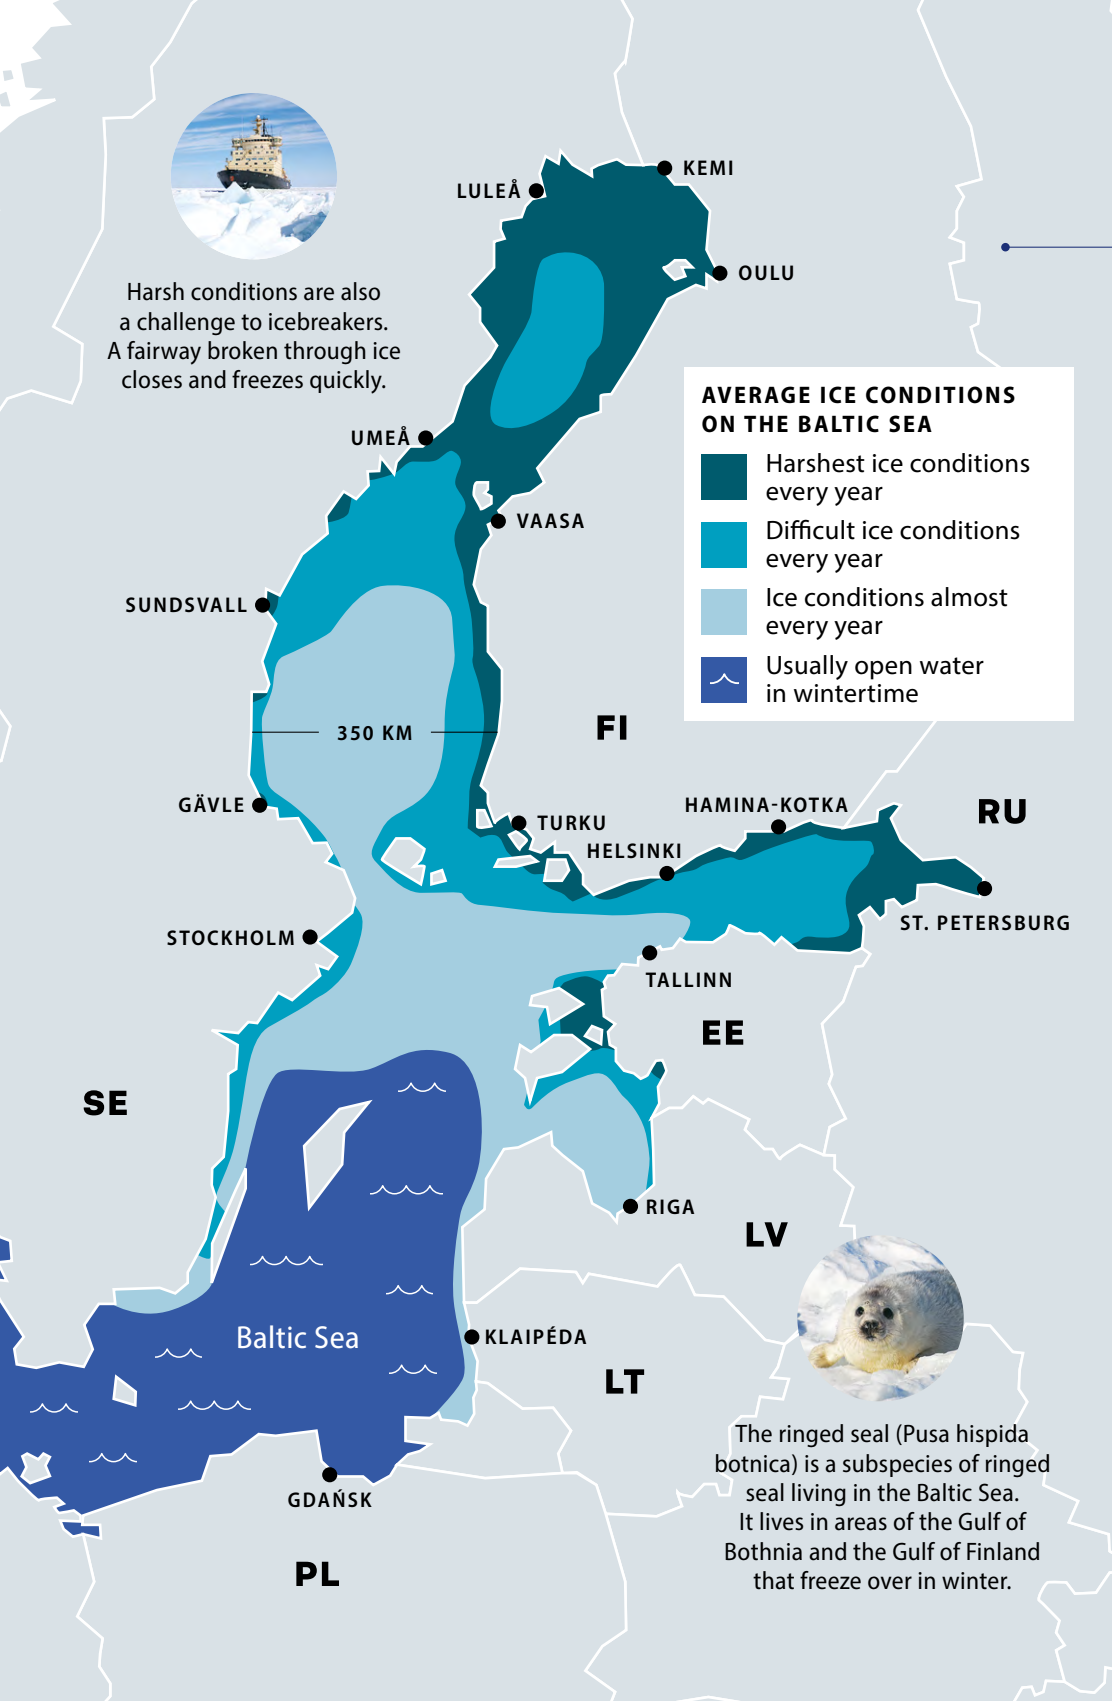 KEMI
LULEÅ
OULU
Harsh conditions are also
a challenge to icebreakers.
A fairway broken through ice
closes and freezes quickly.
AVERAGE ICE CONDITIONS
ON THE BALTIC SEA
Harshest ice conditions
every year
Difficult ice conditions
every year
Ice conditions almost
every year
Usually open water
in wintertime
UMEÅ
VAASA
SUNDSVALL
FI
350 KM
GÄVLE
HAMINA-KOTKA
RU
TURKU
HELSINKI
ST. PETERSBURG
STOCKHOLM
TALLINN
EE
SE
RIGA
LV
Baltic Sea
KLAIPÉDA
LT
The ringed seal (Pusa hispida
botnica) is a subspecies of ringed
seal living in the Baltic Sea.
It lives in areas of the Gulf of
Bothnia and the Gulf of Finland
that freeze over in winter.
GDAŃSK
PL